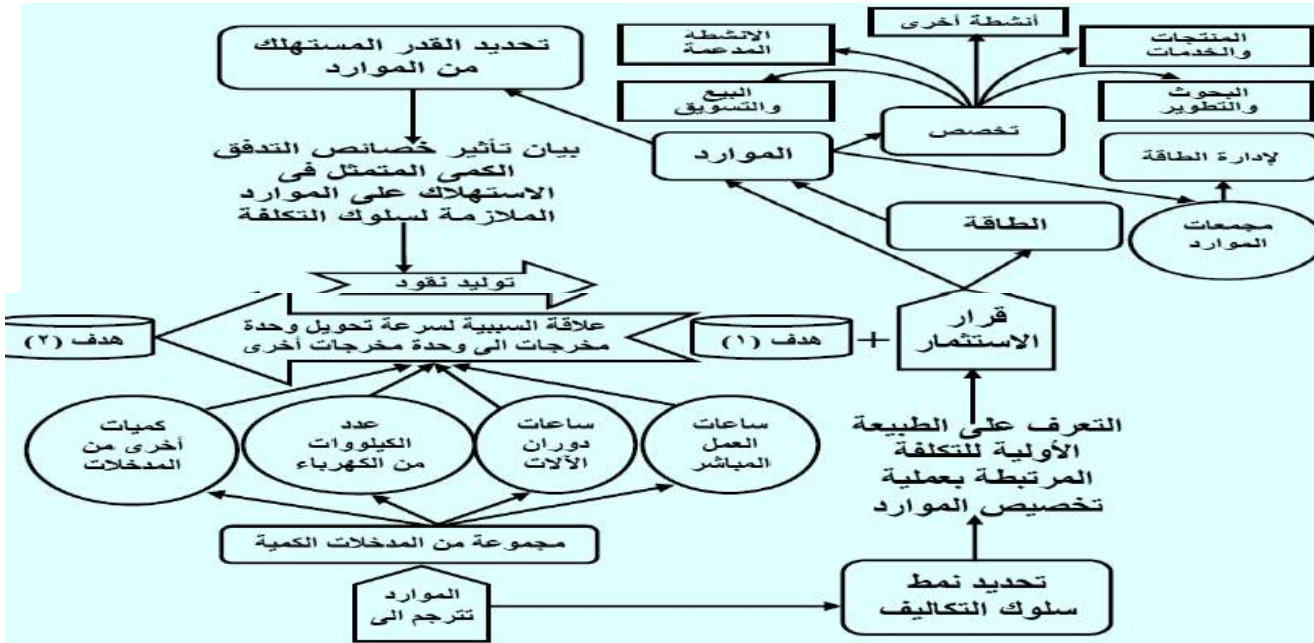 أنشطة أخرى
المنتجات
والخدمات
الانشطة
المدعمة
البحوث
والتطوير
البيع
والتسويق
تخصص
تحديد القدر المستهلك
من الموارد
الموارد
لإدارة الطاقة
بيان تأثير خصائص التدفق
الكمى المتمثل فى
الاستهلاك على الموارد
الملازمة لسلوك التكلفة
الطاقة
مجمعات
الموارد
توليد نقود
قرار
الاستثمار
+
هدف (١)
علاقة السببية لسرعة تحويل وحدة
مخرجات الى وحدة مخرجات أخرى
هدف (٢)
ساعات
العمل
المباشر
ساعات
دوران
الآلات
عدد
الكيلووات
من الكهرباء
كميات
أخرى من
المدخلات
التعرف على الطبيعة
الأولية للتكلفة
المرتبطة بعملية
تخصيص الموارد
مجموعة من المدخلات الكمية
تحديد نمط
سلوك التكاليف
الموارد
تترجم الى